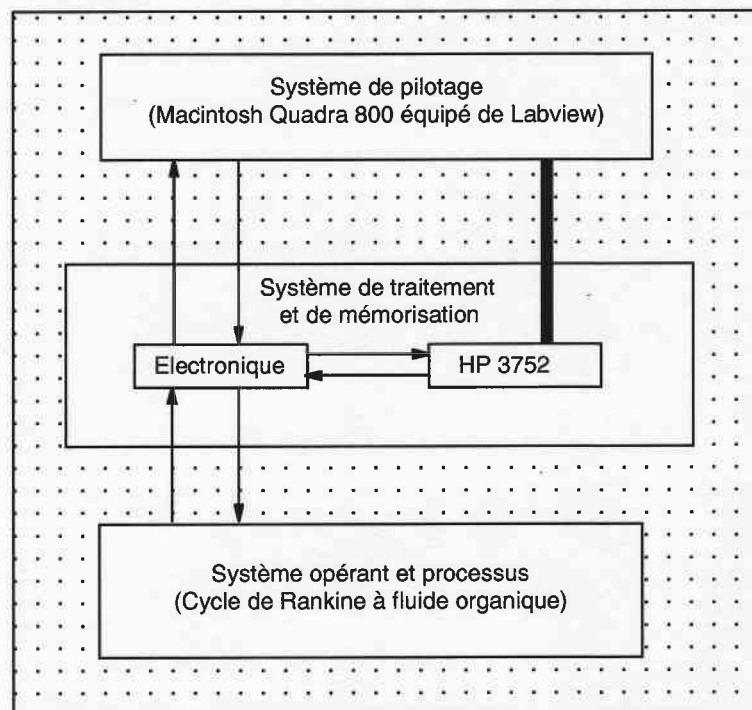 Système de pilotage
(Macintosh Quadra 800 équipé de Labview)
Système de traitement
et de mémorisation
Electronique
HP 3752
Système opérant et processus
(Cycle de Rankine à fluide organique)